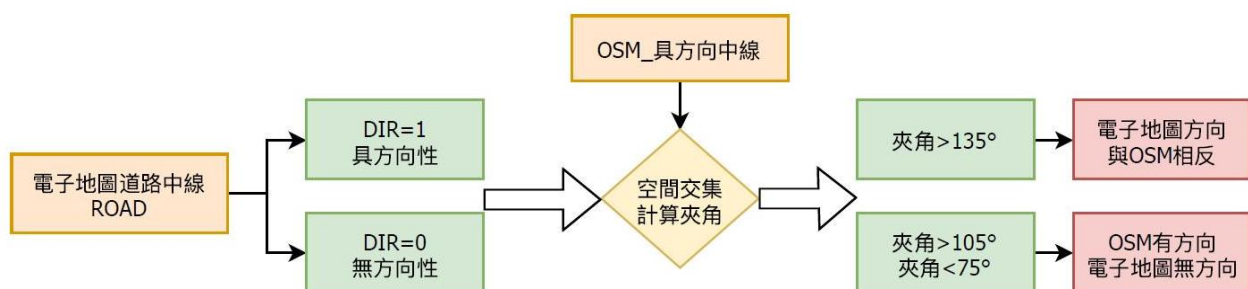 OSM_具方向中線
電子地圖道路中線
ROAD
DIR=1
具方向性
DIR=0
無方向性
空間交集
計算夾角
夾角>135°
電子地圖方向
與OSM相反
夾角>105°
夾角<75°
OSM有方向
電子地圖無方向